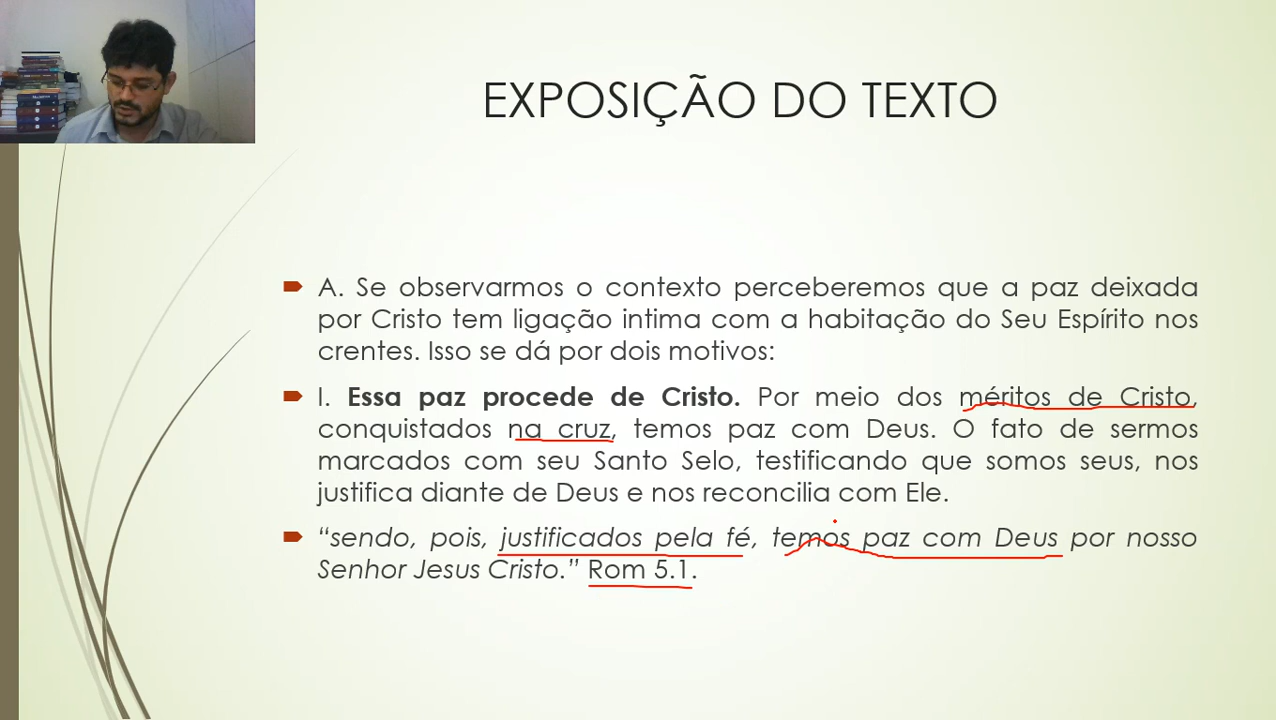 EXPOSIÇÃO DO TEXTO
A. Se observarmos o contexto perceberemos que a paz deixada
por Cristo tem ligação intima com a habitação do Seu Espírito nos
crentes. Isso se dá por dois motivos:
I. Essa paz procede de Cristo. Por meio dos méritos de Cristo,
conquistados na cruz, temos paz com Deus. O fato de sermos
marcados com seu Santo Selo, testificando que somos seus, nos
justifica diante de Deus e nos reconcilia com Ele.
“sendo, pois, justificados pela fé, temos paz com Deus por nosso
Senhor Jesus Cristo.” Rom 5.1.